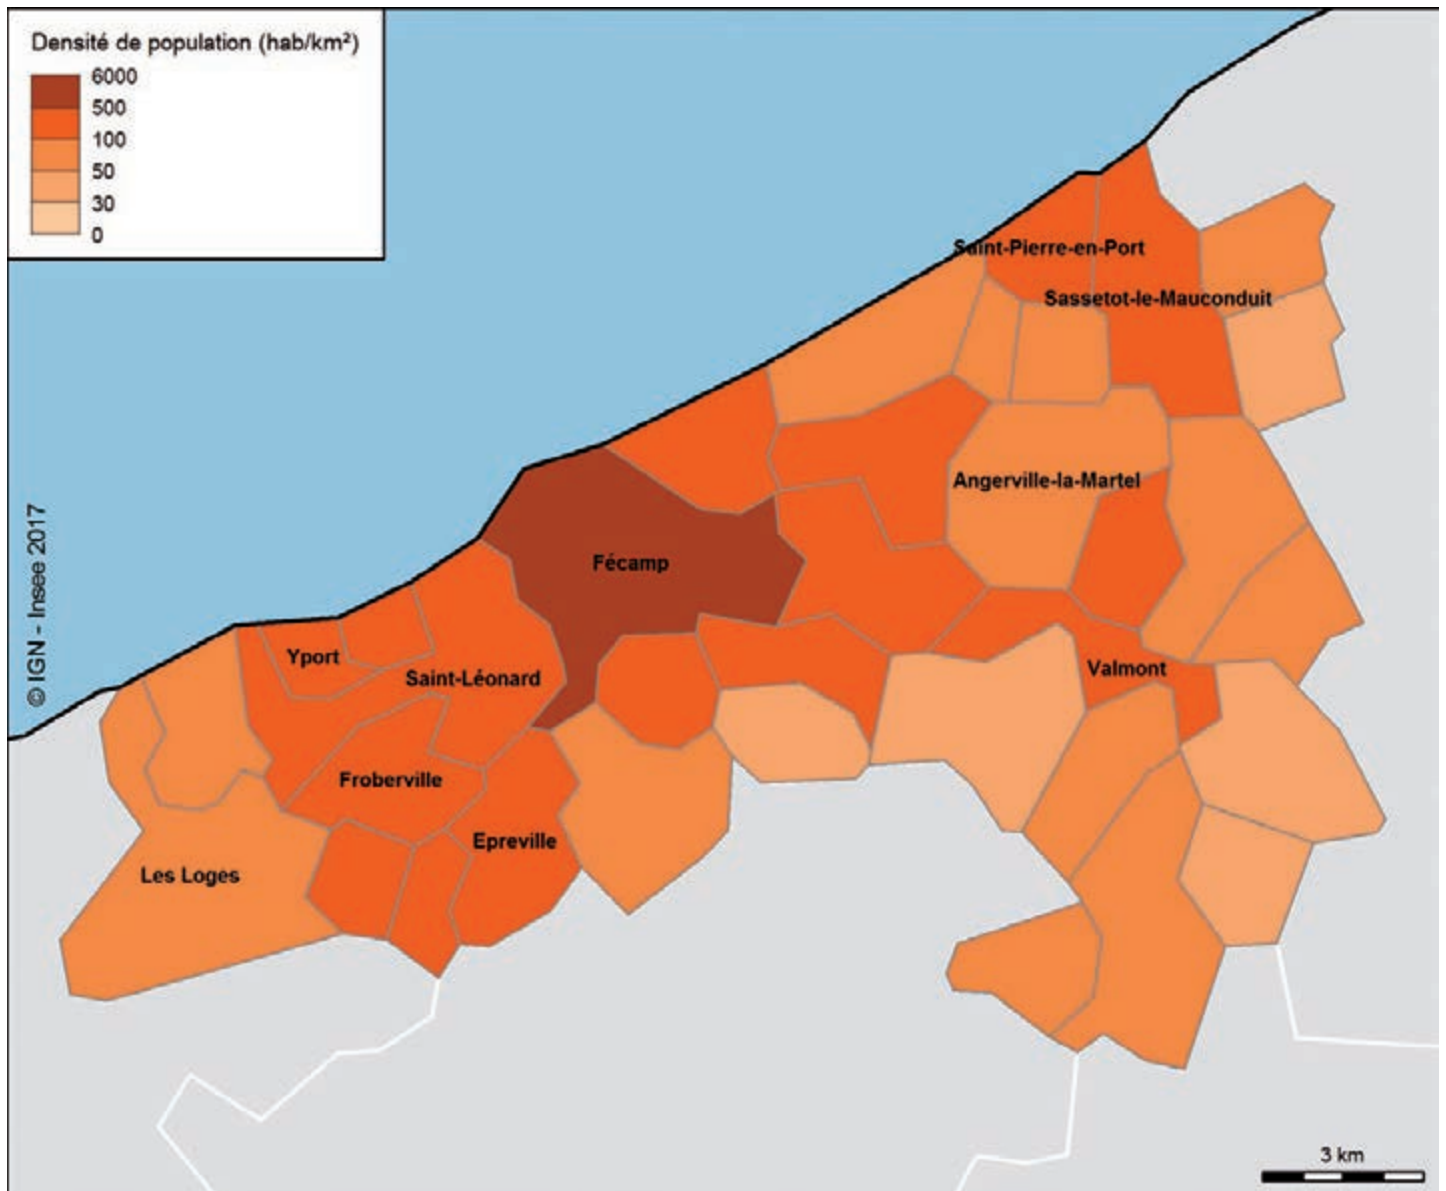 Densité de population (hab/km²)
6000
500
100
50
30
0
Saint-Pierre-en-Port
Sassetot-le-Mauconduit
Angerville-la-Martel
Fécamp
Yport
Saint-Léonard
Valmont
Froberville
Epreville
Les Loges
© IGN - Insee 2017
3 km